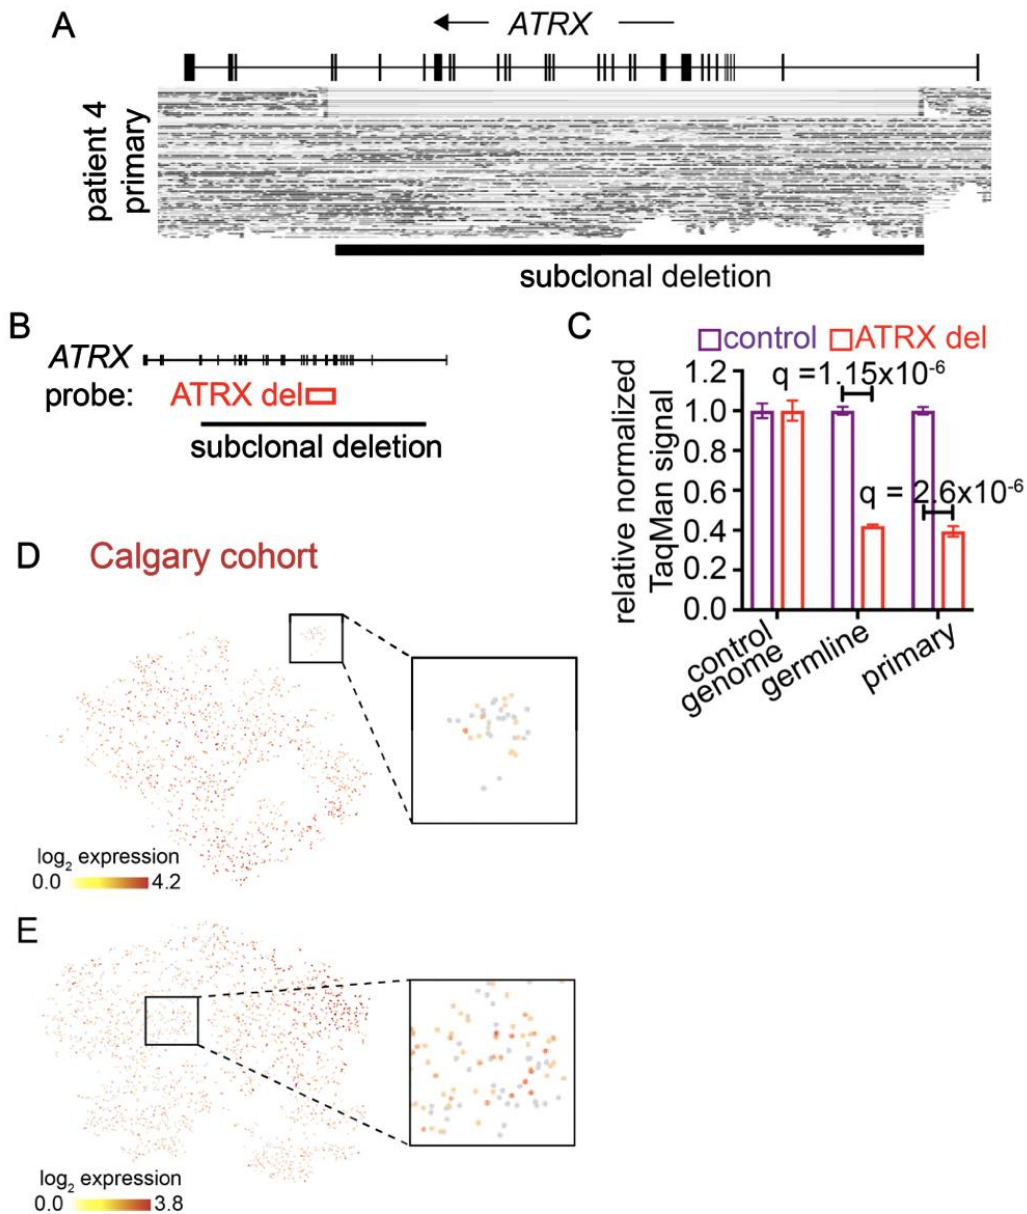 A
ATRX
patient 4
primary
subclonal deletion
B
ATRX
probe: ATRX del
subclonal deletion
C
control ATRX del
relative normalized
TaqMan signal
1.2
1.0
0.8
0.6
0.4
0.2
0.0
q =1.15x10⁻⁶
q = 2.6x10⁻⁶
control
genome
germline
primary
D Calgary cohort
log₂ expression
0.0 4.2
E
log₂ expression
0.0 3.8